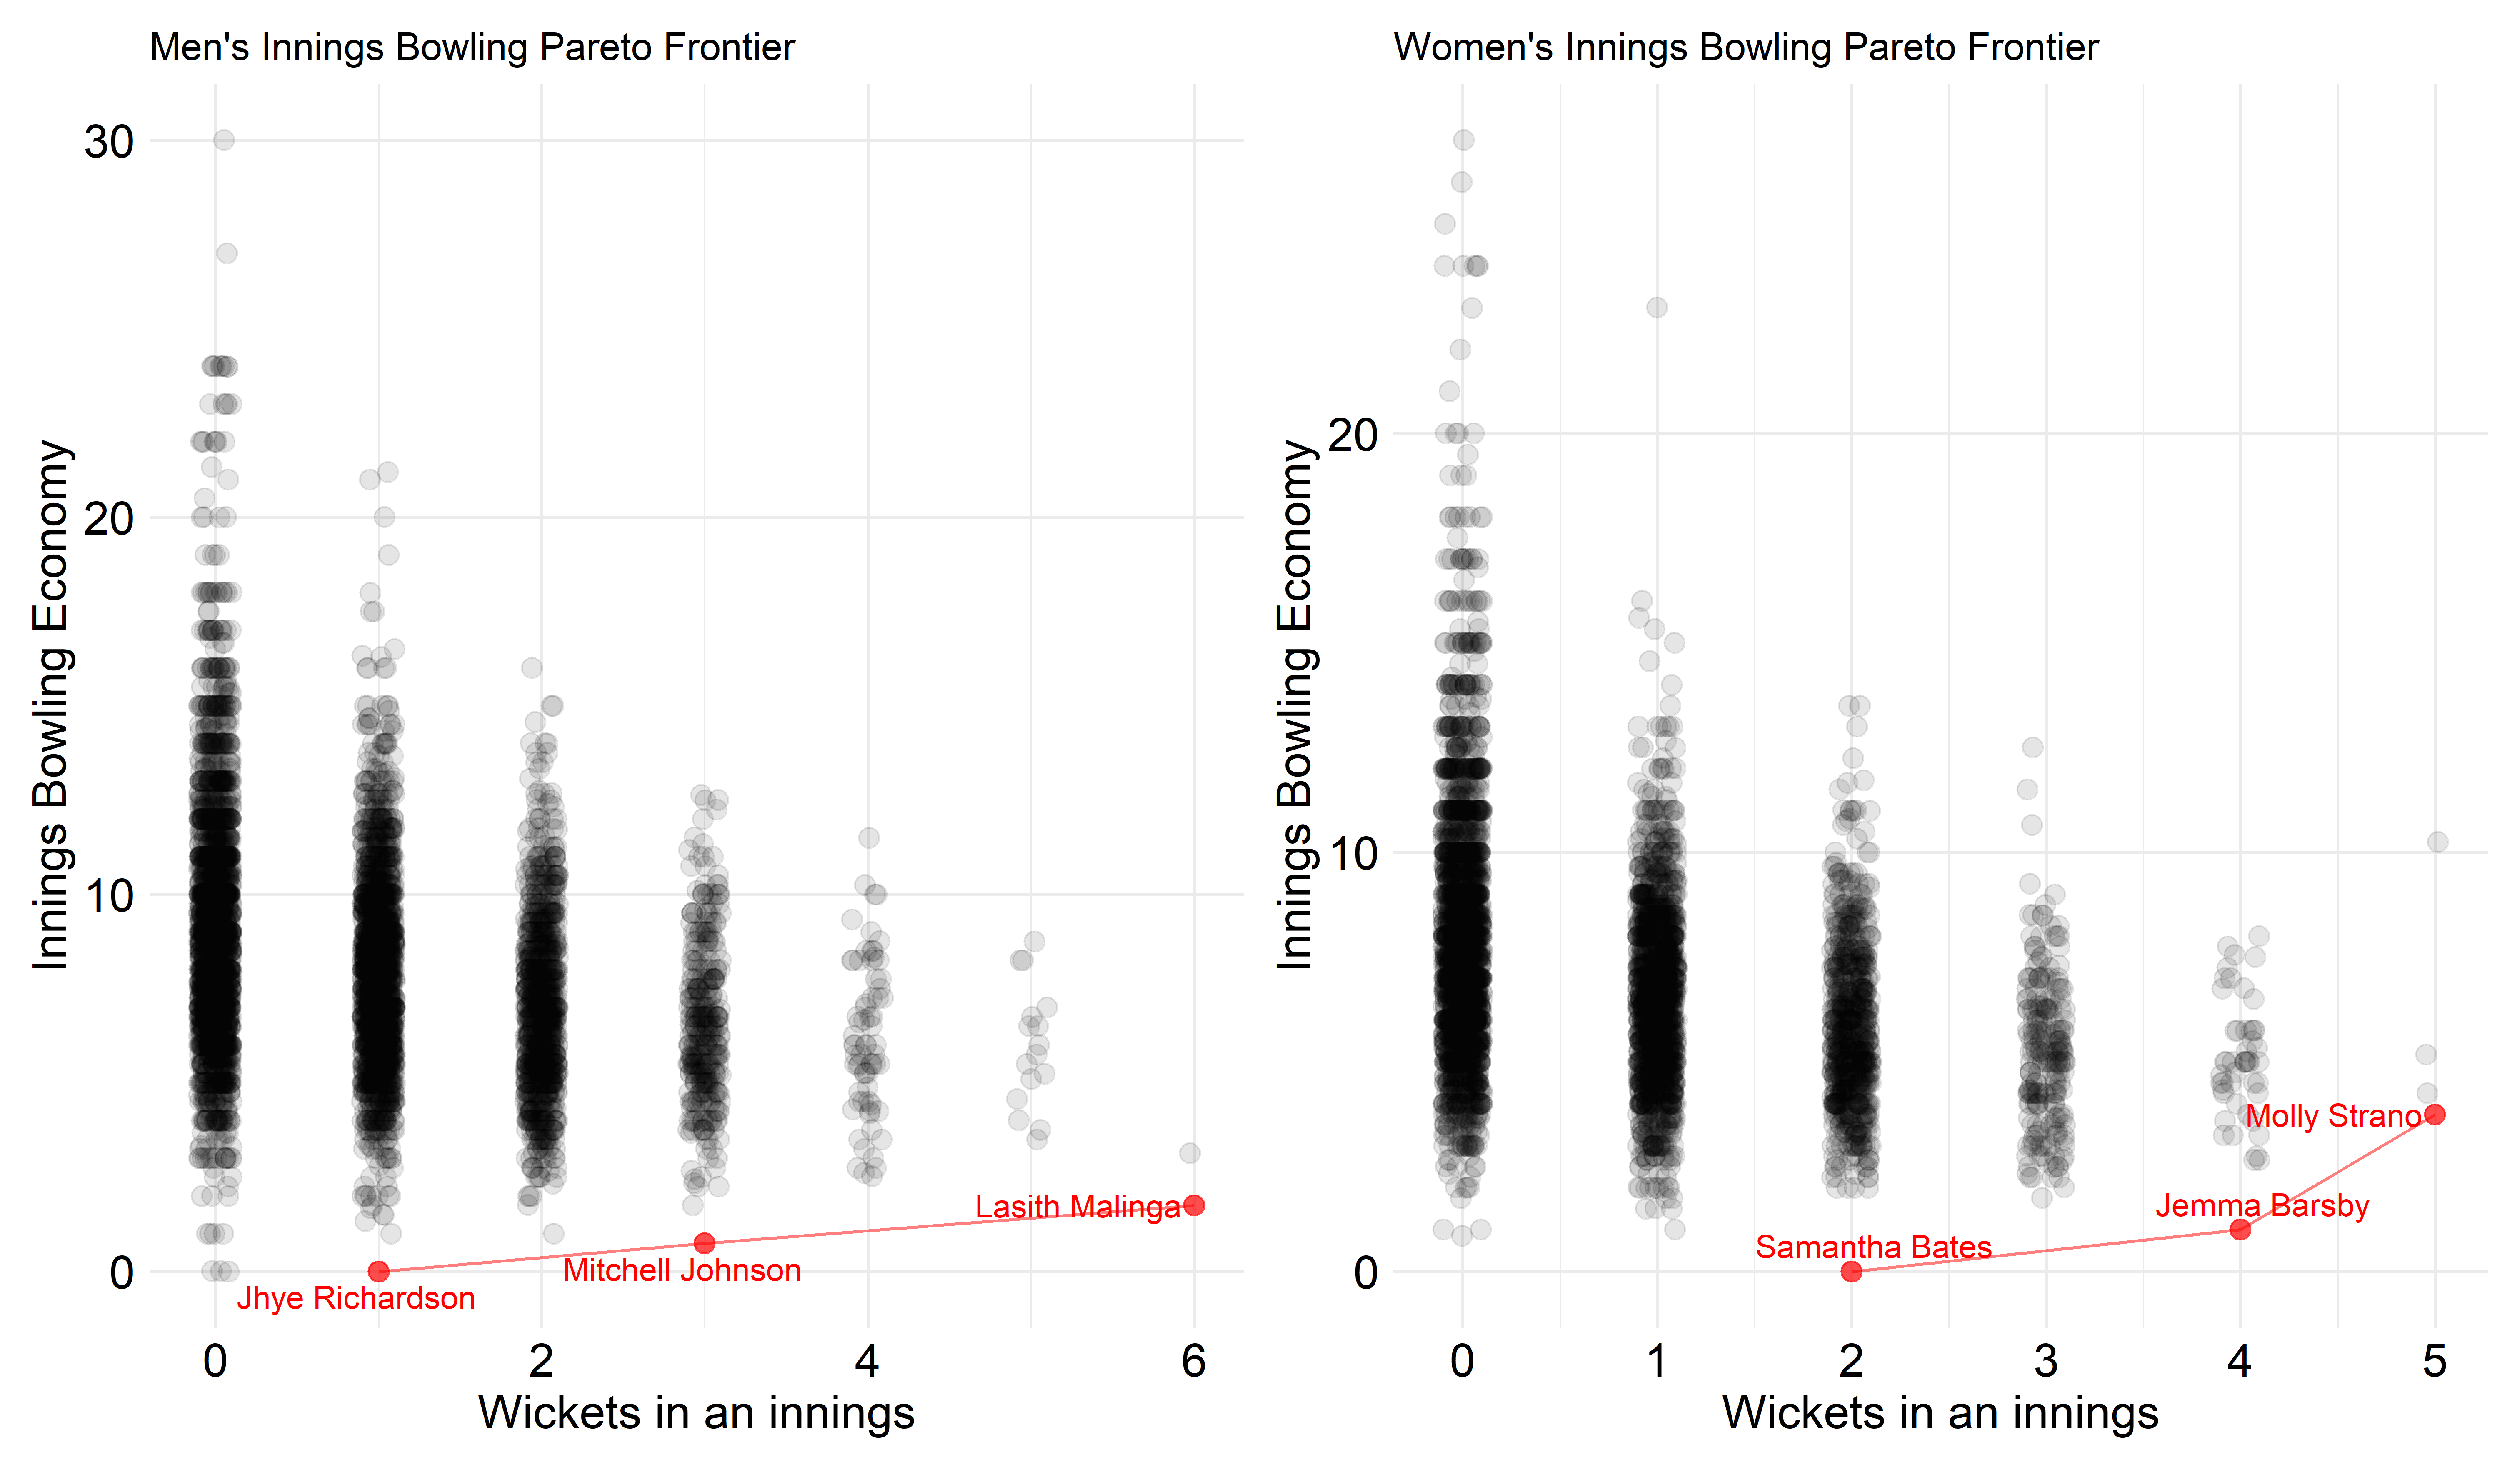 Men's Innings Bowling Pareto Frontier
30
20
10
0
Innings Bowling Economy
Lasith Malinga
Mitchell Johnson
Jhye Richardson
0 2 4 6
Wickets in an innings
Women's Innings Bowling Pareto Frontier
20
10
0
Innings Bowling Economy
Molly Strano
Jemma Barsby
Samantha Bates
0 1 2 3 4 5
Wickets in an innings